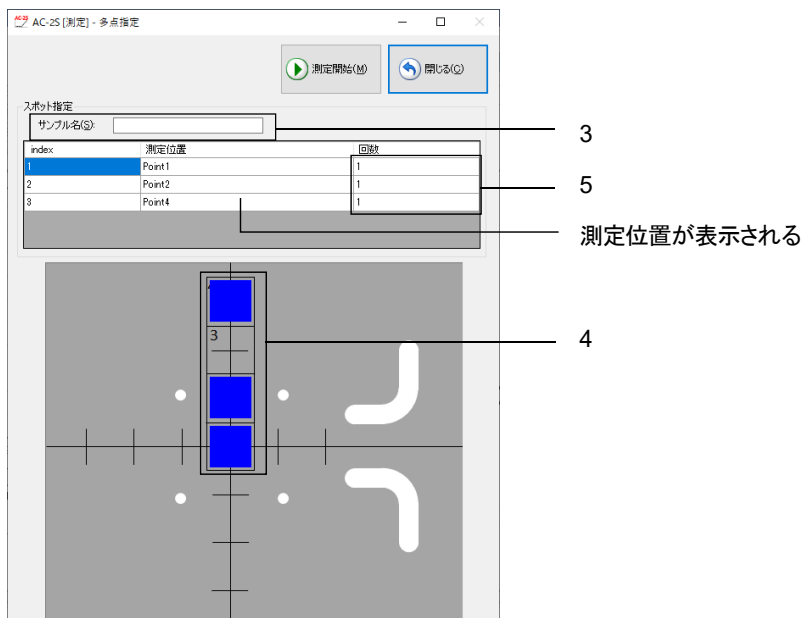 AC-2S [測定] - 多点指定
測定開始(M)
閉じる(C)
スポット指定
サンプル名(S):
3
index 測定位置 回数
1 Point1 1
2 Point2 1
3 Point4 1
5
測定位置が表示される
3
4